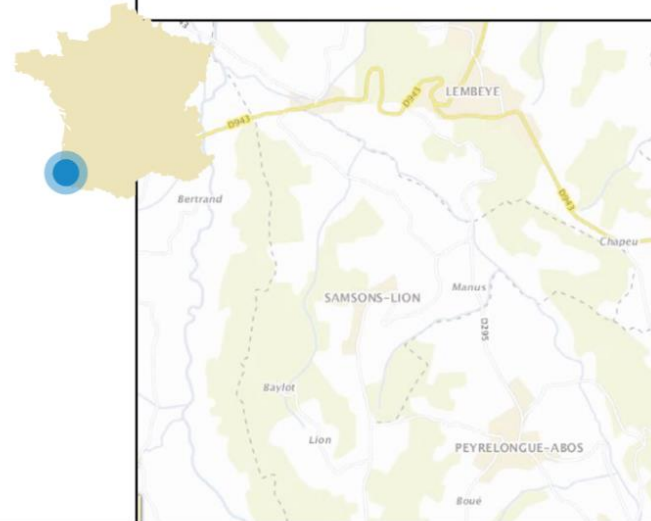 D943
LEMBEYE
D943
D943
Bertrand
Chapeu
Manus
SAMSONS-LION
D295
Baylot
Lion
PEYRELONGUE-ABOS
Boué